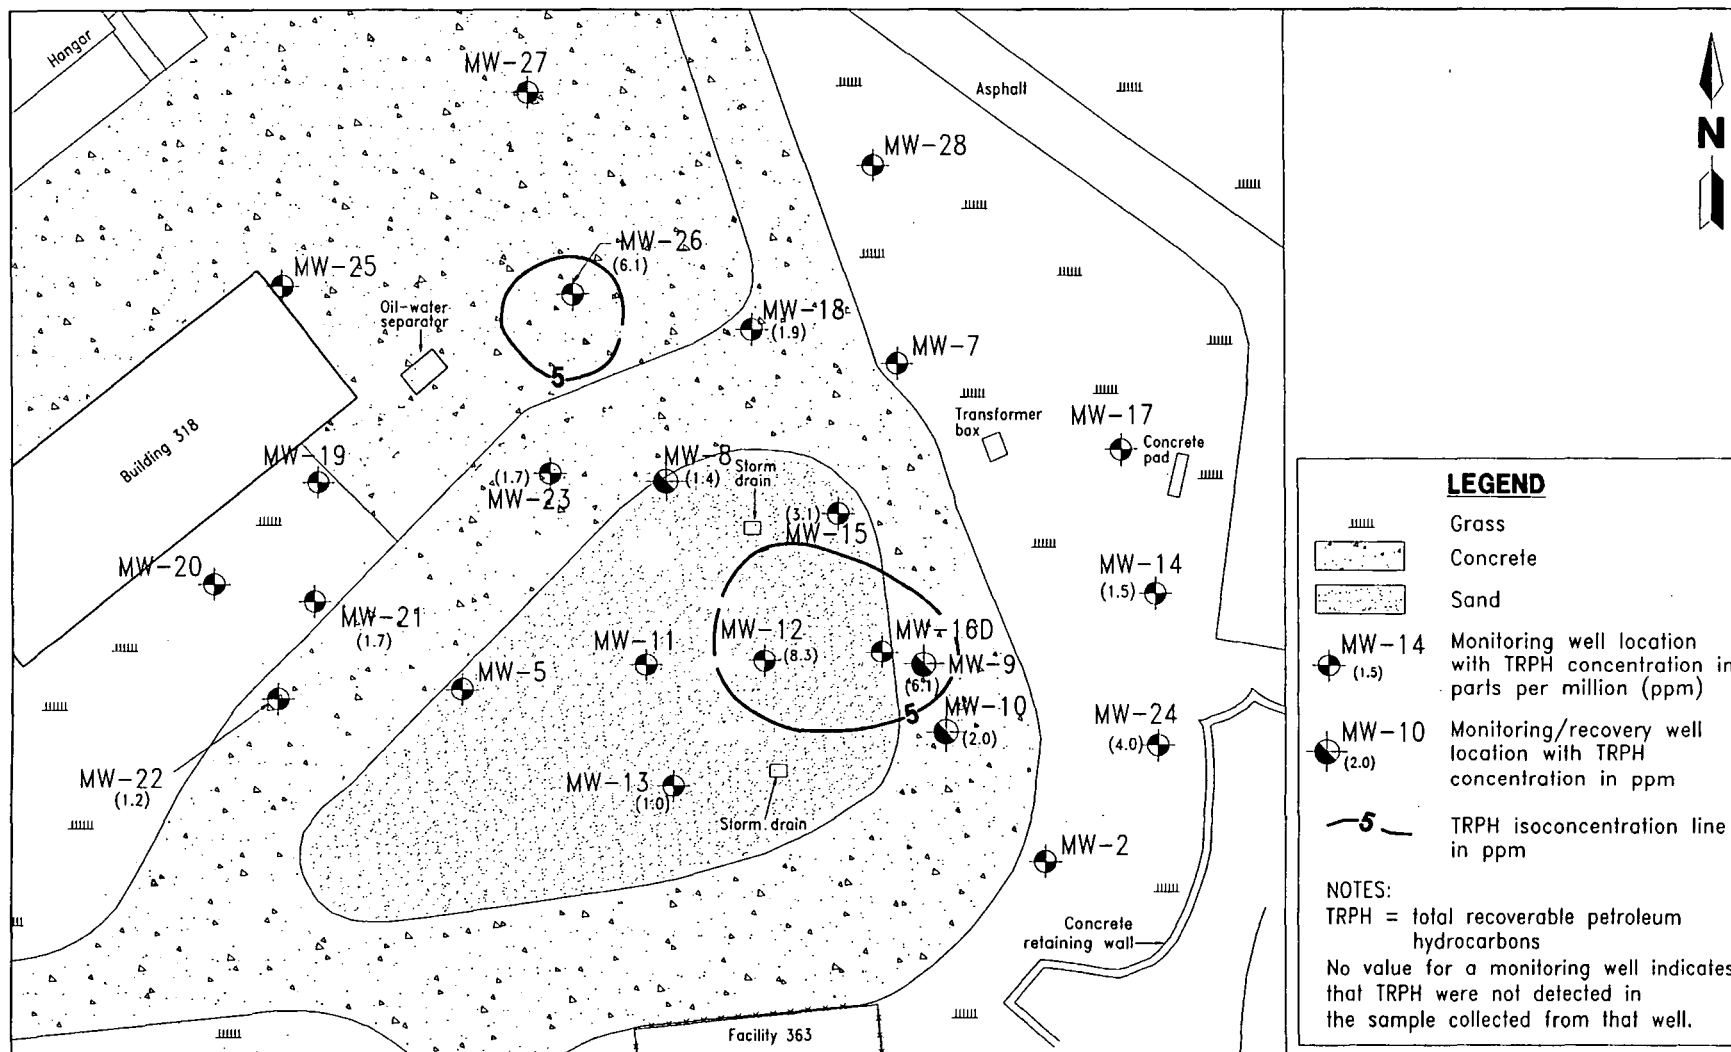 Hangar
MW-27
Asphalt
N
MW-28
MW-26
(6.1)
MW-25
Oil-water
separator
MW-18
(1.9)
MW-7
5
Building 318
Transformer
box
MW-17
Concrete
pad
MW-19
(1.7)
MW-23
MW-8
(1.4)
Storm
drain
(3.1)
MW-15
MW-20
MW-14
(1.5)
MW-21
(1.7)
MW-11
MW-12
(8.3)
MW-16D
MW-9
(6.1)
MW-5
5
MW-10
(2.0)
MW-24
(4.0)
MW-22
(1.2)
MW-13
(1.0)
Storm drain
MW-2
Concrete
retaining wall
Facility 363
LEGEND
Grass
Concrete
Sand
MW-14
(1.5)
Monitoring well location
with TRPH concentration in
parts per million (ppm)
MW-10
(2.0)
Monitoring/recovery well
location with TRPH
concentration in ppm
5
TRPH isoconcentration line
in ppm
NOTES:
TRPH = total recoverable petroleum
hydrocarbons
No value for a monitoring well indicates
that TRPH were not detected in
the sample collected from that well.